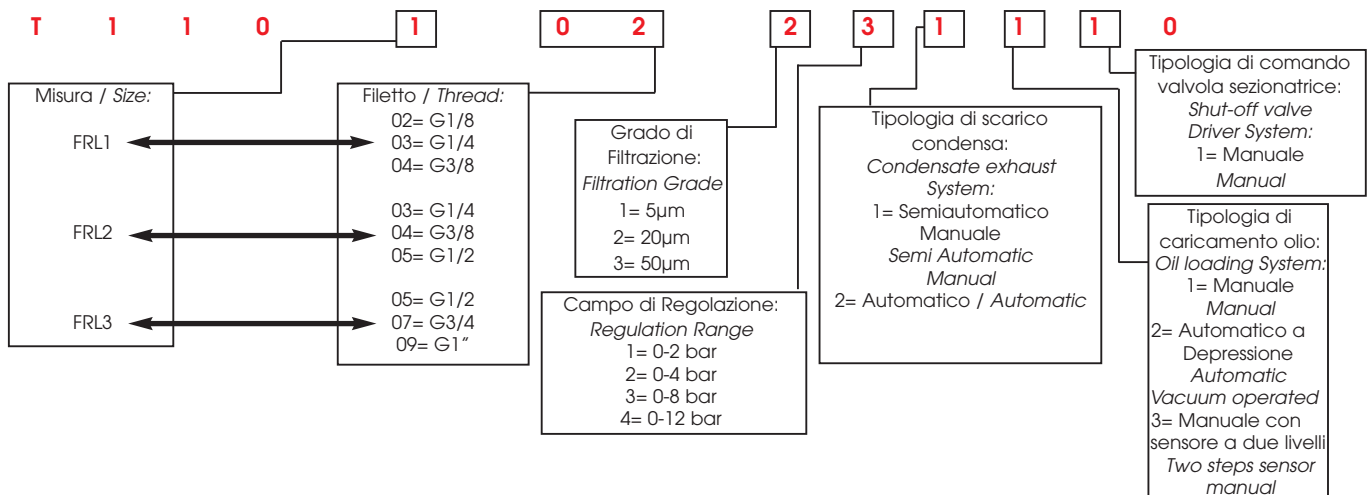 T 1 1 0 1 0 2 2 3 1 1 1 0
Misura / Size:
FRL1
FRL2
FRL3
Filetto / Thread:
02= G1/8
03= G1/4
04= G3/8
03= G1/4
04= G3/8
05= G1/2
05= G1/2
07= G3/4
09= G1"
Grado di
Filtrazione:
Filtration Grade
1= 5µm
2= 20µm
3= 50µm
Campo di Regolazione:
Regulation Range
1= 0-2 bar
2= 0-4 bar
3= 0-8 bar
4= 0-12 bar
Tipologia di scarico
condensa:
Condensate exhaust
System:
1= Semiautomatico
Manuale
Semi Automatic
Manual
2= Automatico / Automatic
Tipologia di comando
valvola sezionatrice:
Shut-off valve
Driver System:
1= Manuale
Manual
Tipologia di
caricamento olio:
Oil loading System:
1= Manuale
Manual
2= Automatico a
Depressione
Automatic
Vacuum operated
3= Manuale con
sensore a due livelli
Two steps sensor
manual